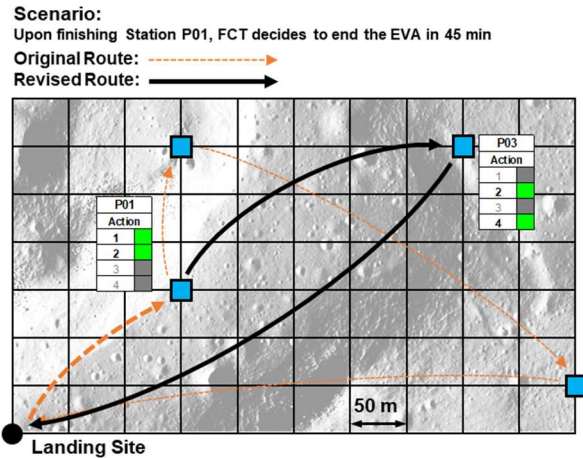 Scenario:
Upon finishing Station P01, FCT decides to end the EVA in 45 min
Original Route:
Revised Route:
P03
Action
1
2
3
4
P01
Action
1
2
3
4
50 m
Landing Site